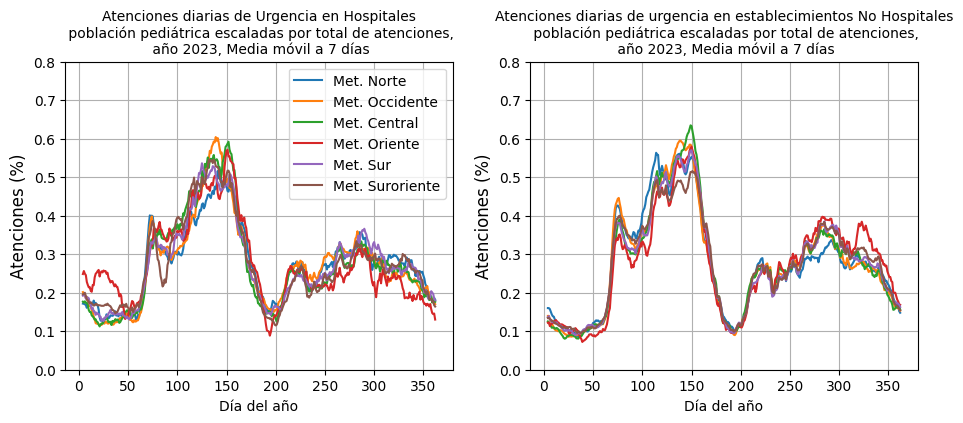 Atenciones diarias de Urgencia en Hospitales
población pediátrica escaladas por total de atenciones,
año 2023, Media móvil a 7 días
Atenciones (%)
0.8
0.7
0.6
0.5
0.4
0.3
0.2
0.1
0.0
Met. Norte
Met. Occidente
Met. Central
Met. Oriente
Met. Sur
Met. Suroriente
0 50 100 150 200 250 300 350
Día del año
Atenciones diarias de urgencia en establecimientos No Hospitales
población pediátrica escaladas por total de atenciones,
año 2023, Media móvil a 7 días
Atenciones (%)
0.8
0.7
0.6
0.5
0.4
0.3
0.2
0.1
0.0
0 50 100 150 200 250 300 350
Día del año